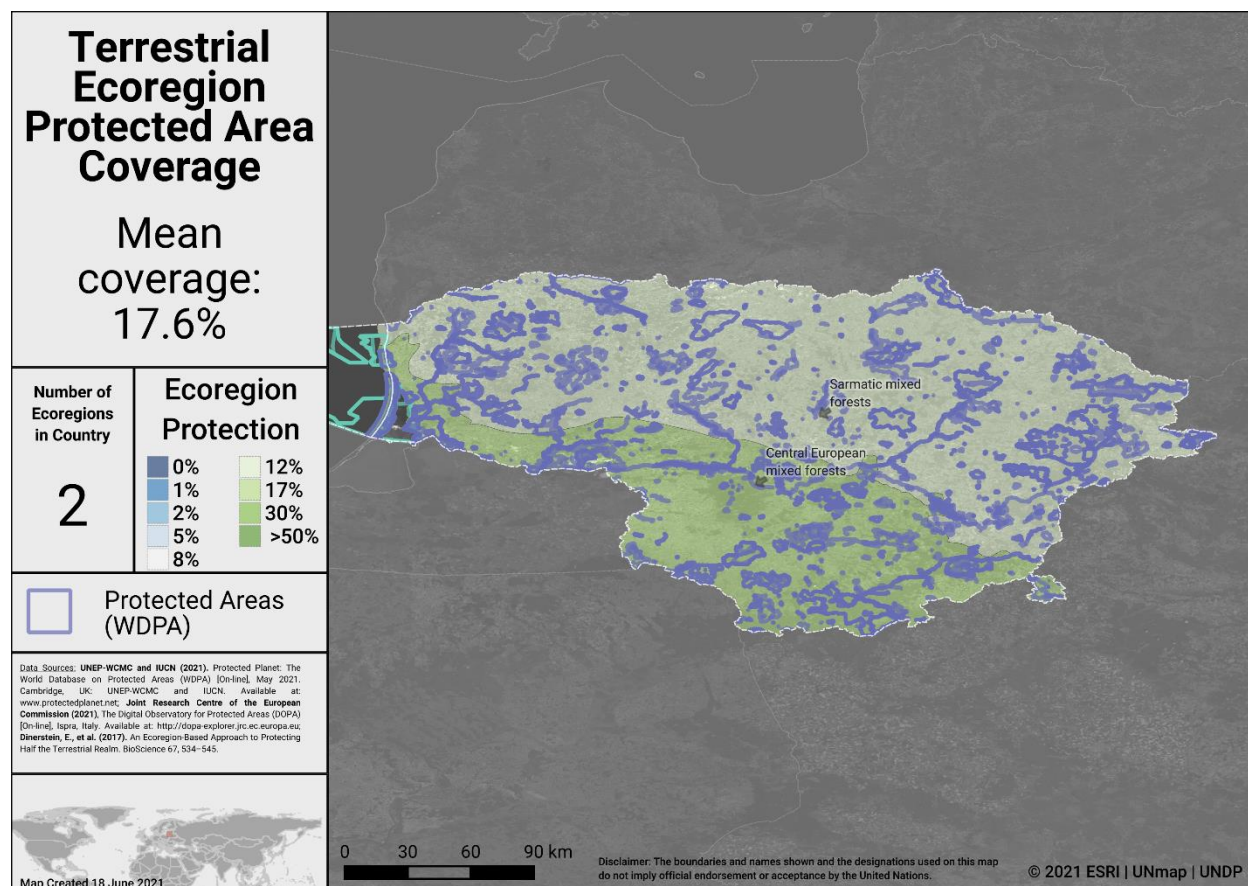 Terrestrial
Ecoregion
Protected Area
Coverage
Mean
coverage:
17.6%
Number of
Ecoregions
in Country
2
Ecoregion
Protection
0%
1%
2%
5%
8%
12%
17%
30%
>50%
Protected Areas
(WDPA)
Data Sources: UNEP-WCMC and IUCN (2021). Protected Planet: The
World Database on Protected Areas (WDPA) [On-line], May 2021.
Cambridge, UK: UNEP-WCMC and IUCN. Available at:
www.protectedplanet.net; Joint Research Centre of the European
Commission (2021), The Digital Observatory for Protected Areas (DOPA)
[On-line], Ispra, Italy. Available at: http://dopa-explorer.jrc.ec.europa.eu;
Dinerstein, E., et al. (2017). An Ecoregion-Based Approach to Protecting
Half the Terrestrial Realm. BioScience 67, 534–545.
Map Created 18 June 2021
Sarmatic mixed
forests
Central European
mixed forests
0 30 60 90 km
Disclaimer: The boundaries and names shown and the designations used on this map
do not imply official endorsement or acceptance by the United Nations.
© 2021 ESRI | UNmap | UNDP